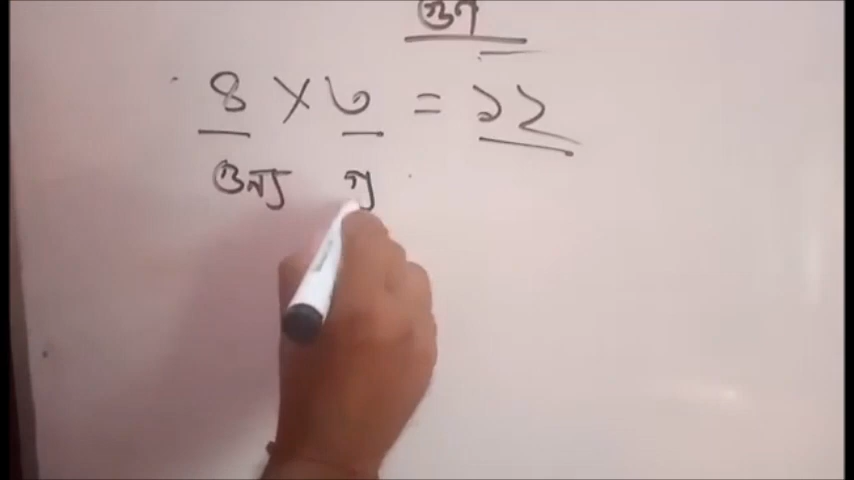 গুণ
৪ × ৩ = ১২
গুন্য গু